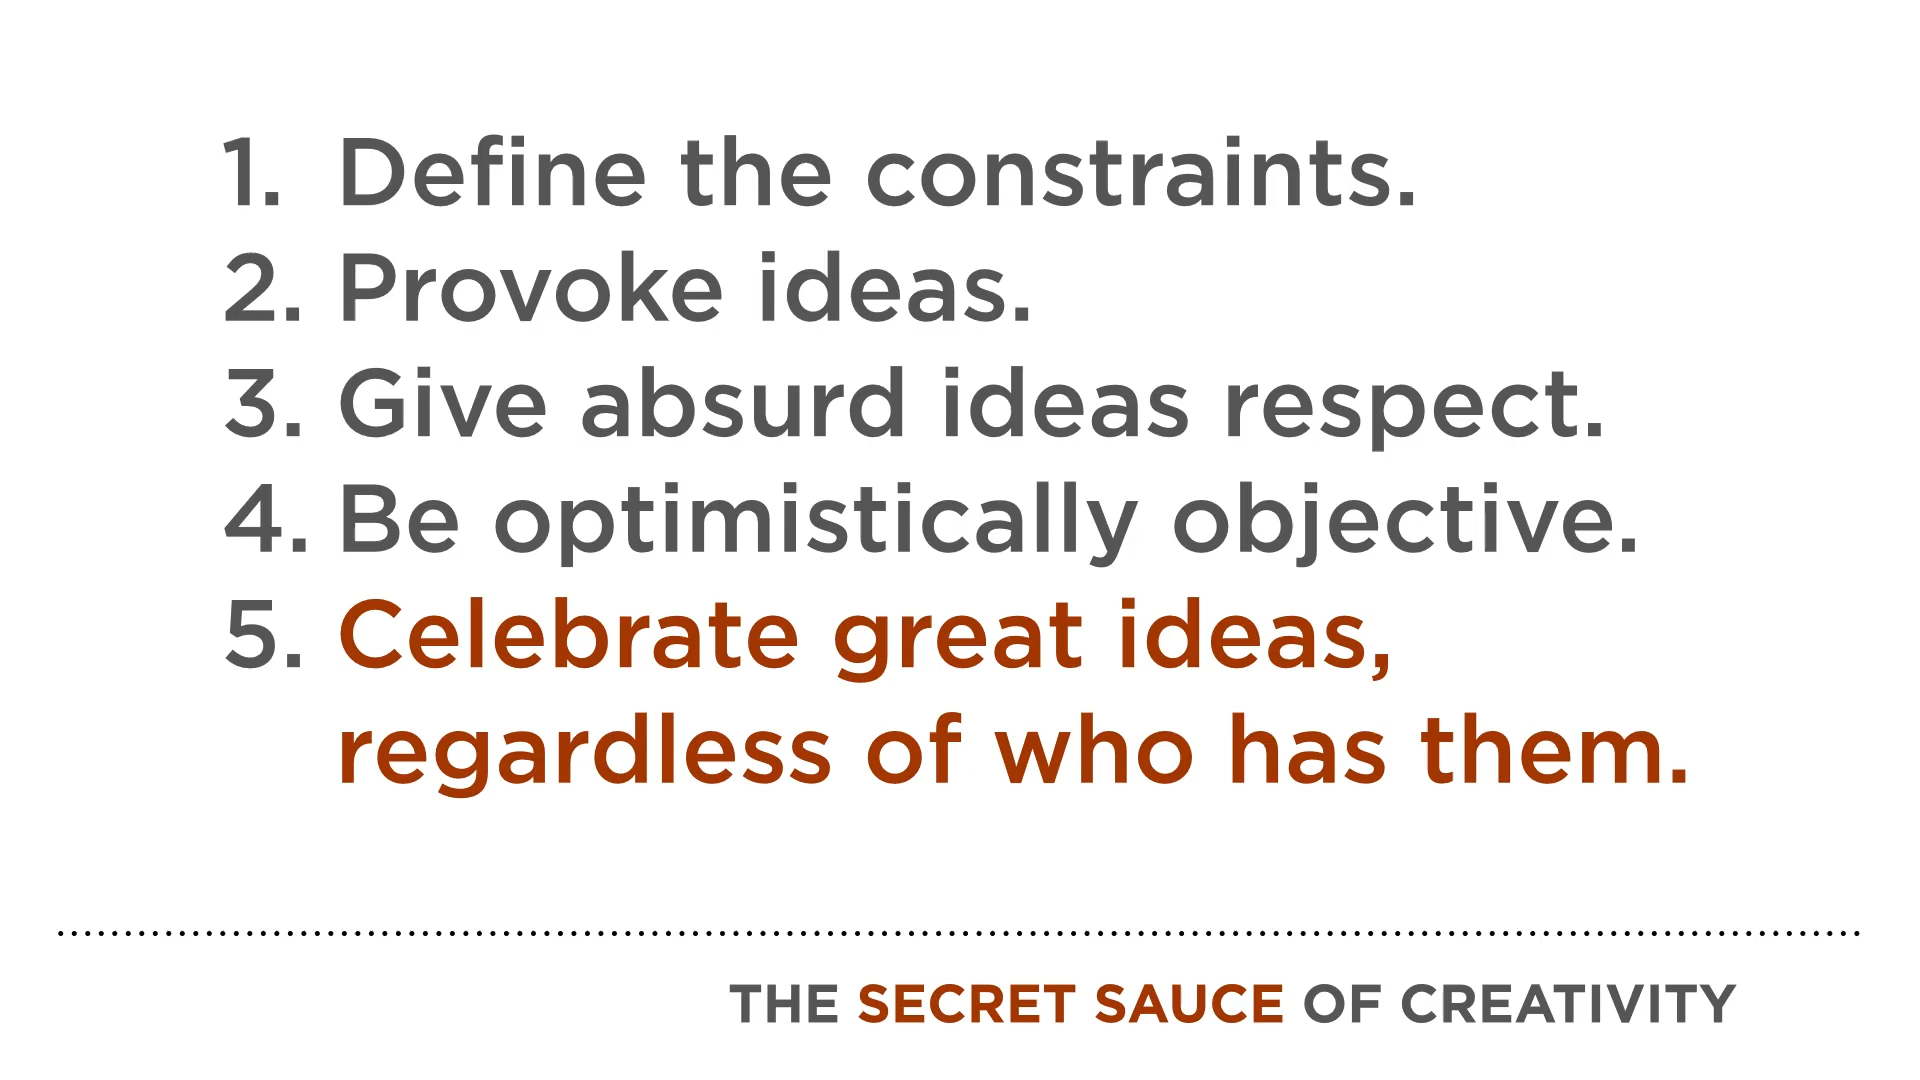 1. Define the constraints.
2. Provoke ideas.
3. Give absurd ideas respect.
4. Be optimistically objective.
5. Celebrate great ideas,
regardless of who has them.
THE SECRET SAUCE OF CREATIVITY